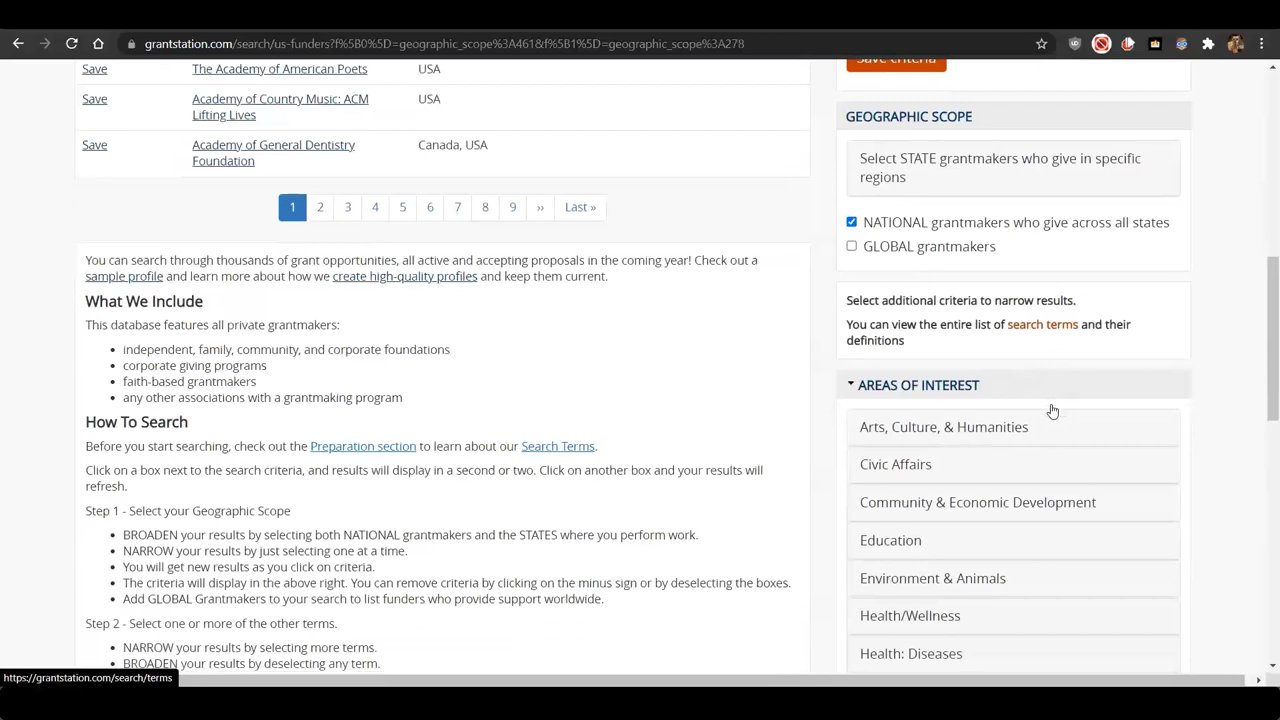 grantstation.com/search/us-funders?f%5B0%5D=geographic_scope%3A461&f%5B1%5D=geographic_scope%3A278
Save The Academy of American Poets USA
Save Academy of Country Music: ACM USA
Lifting Lives
Save Academy of General Dentistry Canada, USA
Foundation
1 2 3 4 5 6 7 8 9 ›› Last »
You can search through thousands of grant opportunities, all active and accepting proposals in the coming year! Check out a
sample profile and learn more about how we create high-quality profiles and keep them current.
What We Include
This database features all private grantmakers:
• independent, family, community, and corporate foundations
• corporate giving programs
• faith-based grantmakers
• any other associations with a grantmaking program
How To Search
Before you start searching, check out the Preparation section to learn about our Search Terms.
Click on a box next to the search criteria, and results will display in a second or two. Click on another box and your results will
refresh.
Step 1 - Select your Geographic Scope
• BROADEN your results by selecting both NATIONAL grantmakers and the STATES where you perform work.
• NARROW your results by just selecting one at a time.
• You will get new results as you click on criteria.
• The criteria will display in the above right. You can remove criteria by clicking on the minus sign or by deselecting the boxes.
• Add GLOBAL Grantmakers to your search to list funders who provide support worldwide.
Step 2 - Select one or more of the other terms.
• NARROW your results by selecting more terms.
• BROADEN your results by deselecting any term.
https://grantstation.com/search/terms
Save criteria
GEOGRAPHIC SCOPE
Select STATE grantmakers who give in specific
regions
NATIONAL grantmakers who give across all states
GLOBAL grantmakers
Select additional criteria to narrow results.
You can view the entire list of search terms and their
definitions
AREAS OF INTEREST
Arts, Culture, & Humanities
Civic Affairs
Community & Economic Development
Education
Environment & Animals
Health/Wellness
Health: Diseases